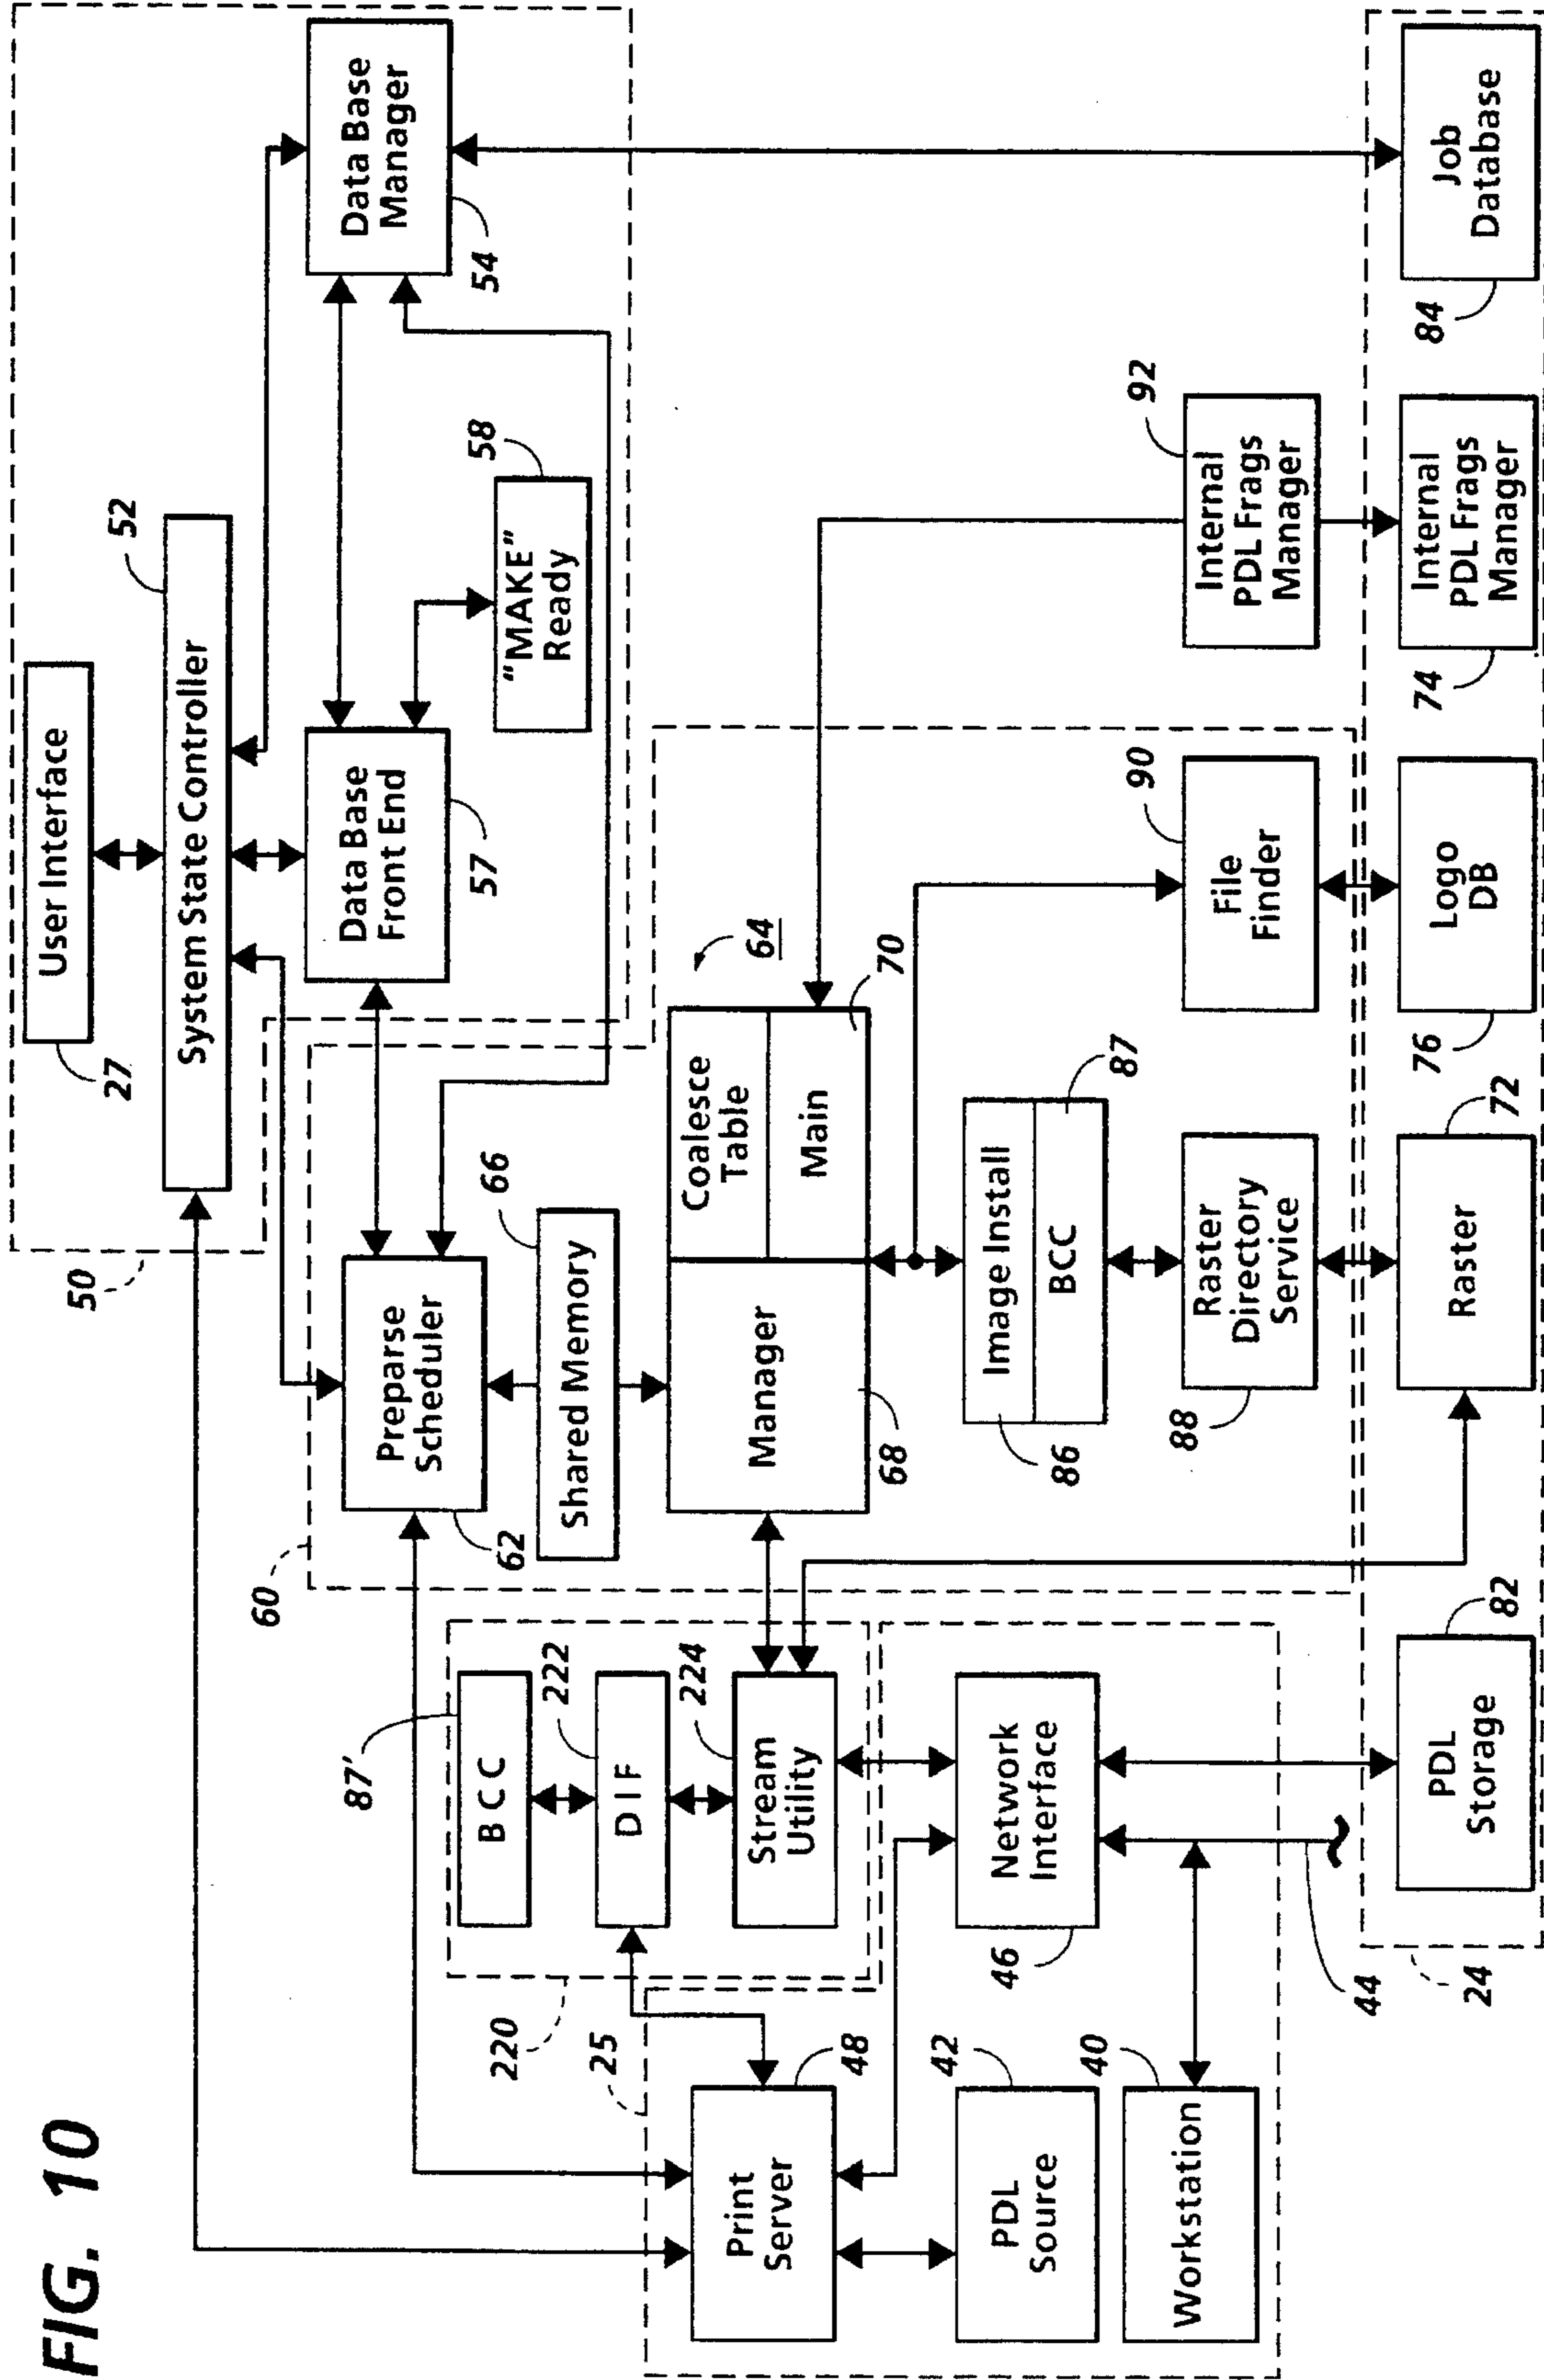 FIG. 10
User Interface
27
System State Controller
52
Data Base
Manager
54
Data Base
Front End
57
"MAKE"
Ready
58
50
60
Preparse
Scheduler
62
Shared Memory
66
Manager
68
Coalesce
Table
Main
64
70
Image Install
BCC
86
87
Raster
Directory
Service
88
File
Finder
90
Internal
PDL Frags
Manager
92
87'
BCC
DIF
222
Stream
Utility
224
220
25
Print
Server
48
PDL
Source
42
Workstation
40
Network
Interface
46
44
24
PDL
Storage
82
Raster
72
Logo
DB
76
Internal
PDL Frags
Manager
74
Job
Database
84